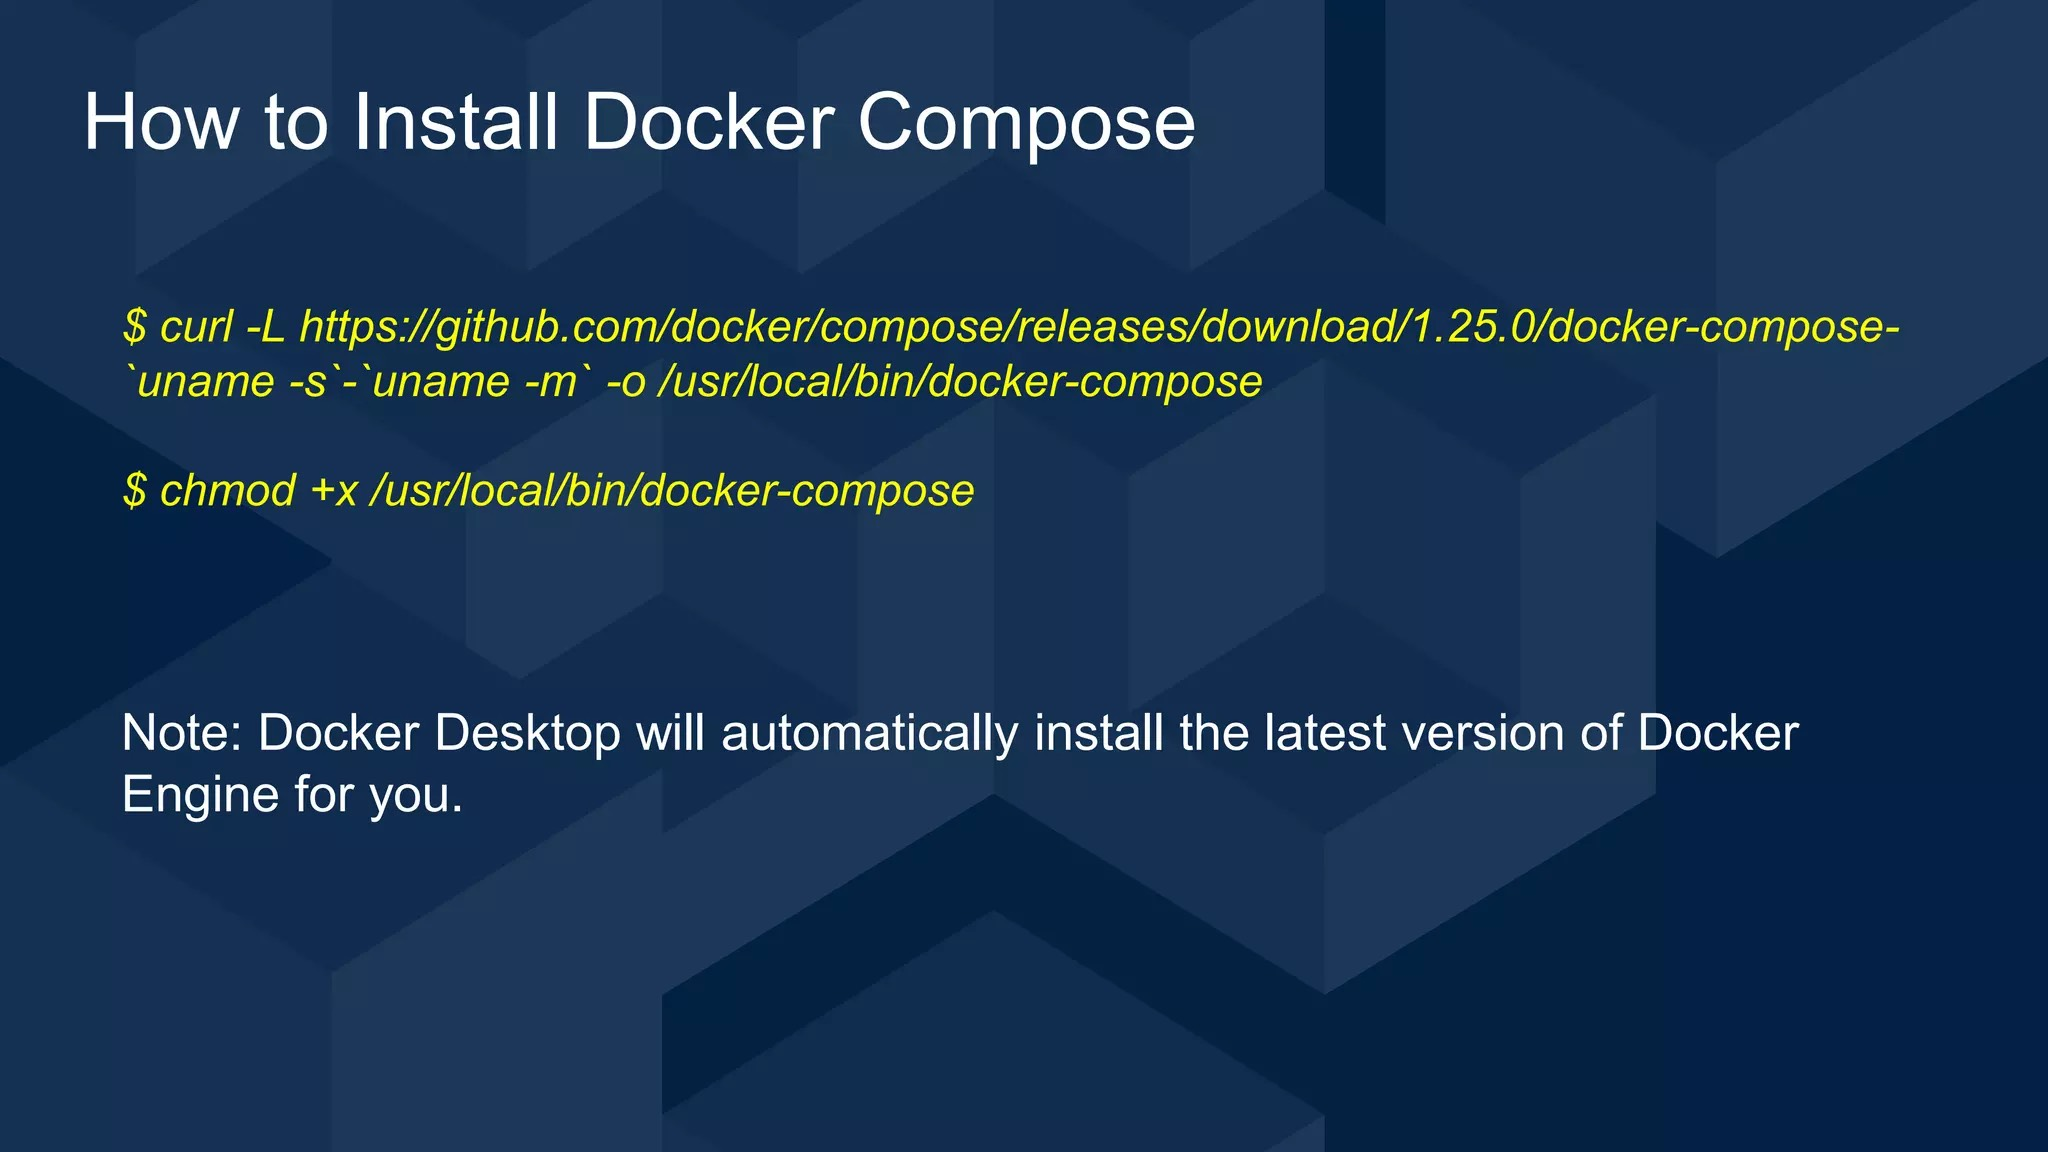 How to Install Docker Compose
$ curl -L https://github.com/docker/compose/releases/download/1.25.0/docker-compose-
`uname -s`-`uname -m` -o /usr/local/bin/docker-compose
$ chmod +x /usr/local/bin/docker-compose
Note: Docker Desktop will automatically install the latest version of Docker
Engine for you.